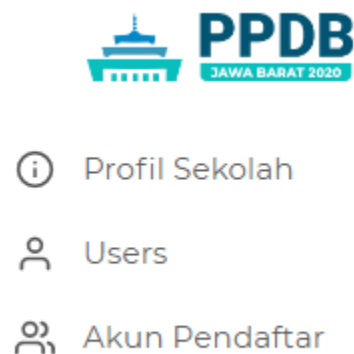 PPDB
JAWA BARAT 2020
Profil Sekolah
Users
Akun Pendaftar